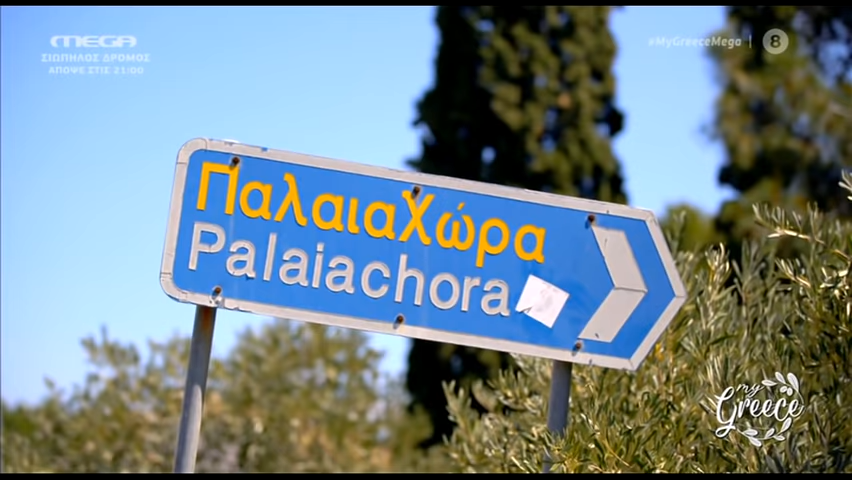 MEGA
ΣΙΩΠΗΛΟΣ ΔΡΟΜΟΣ
ΑΠΟΨΕ ΣΤΙΣ 21:00
#MyGreeceMega | 8
ΠαλαιαΧώρα
Palaiachora
my
Greece